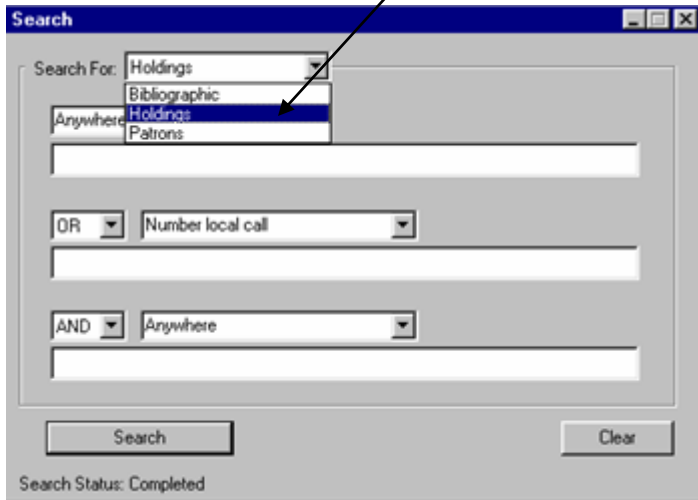 Search
Search For: Holdings
Bibliographic
Anywhere Holdings
Patrons
OR Number local call
AND Anywhere
Search Clear
Search Status: Completed